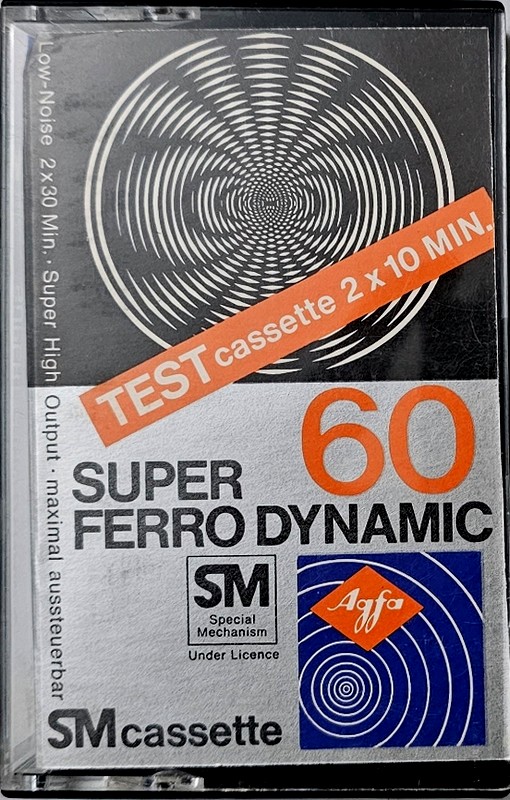 Low-Noise 2x30 Min. · Super High Output · maximal aussteuerbar
TEST cassette 2 x 10 MIN.
60
SUPER
FERRO DYNAMIC
SM
Special
Mechanism
Under Licence
Agfa
SM cassette